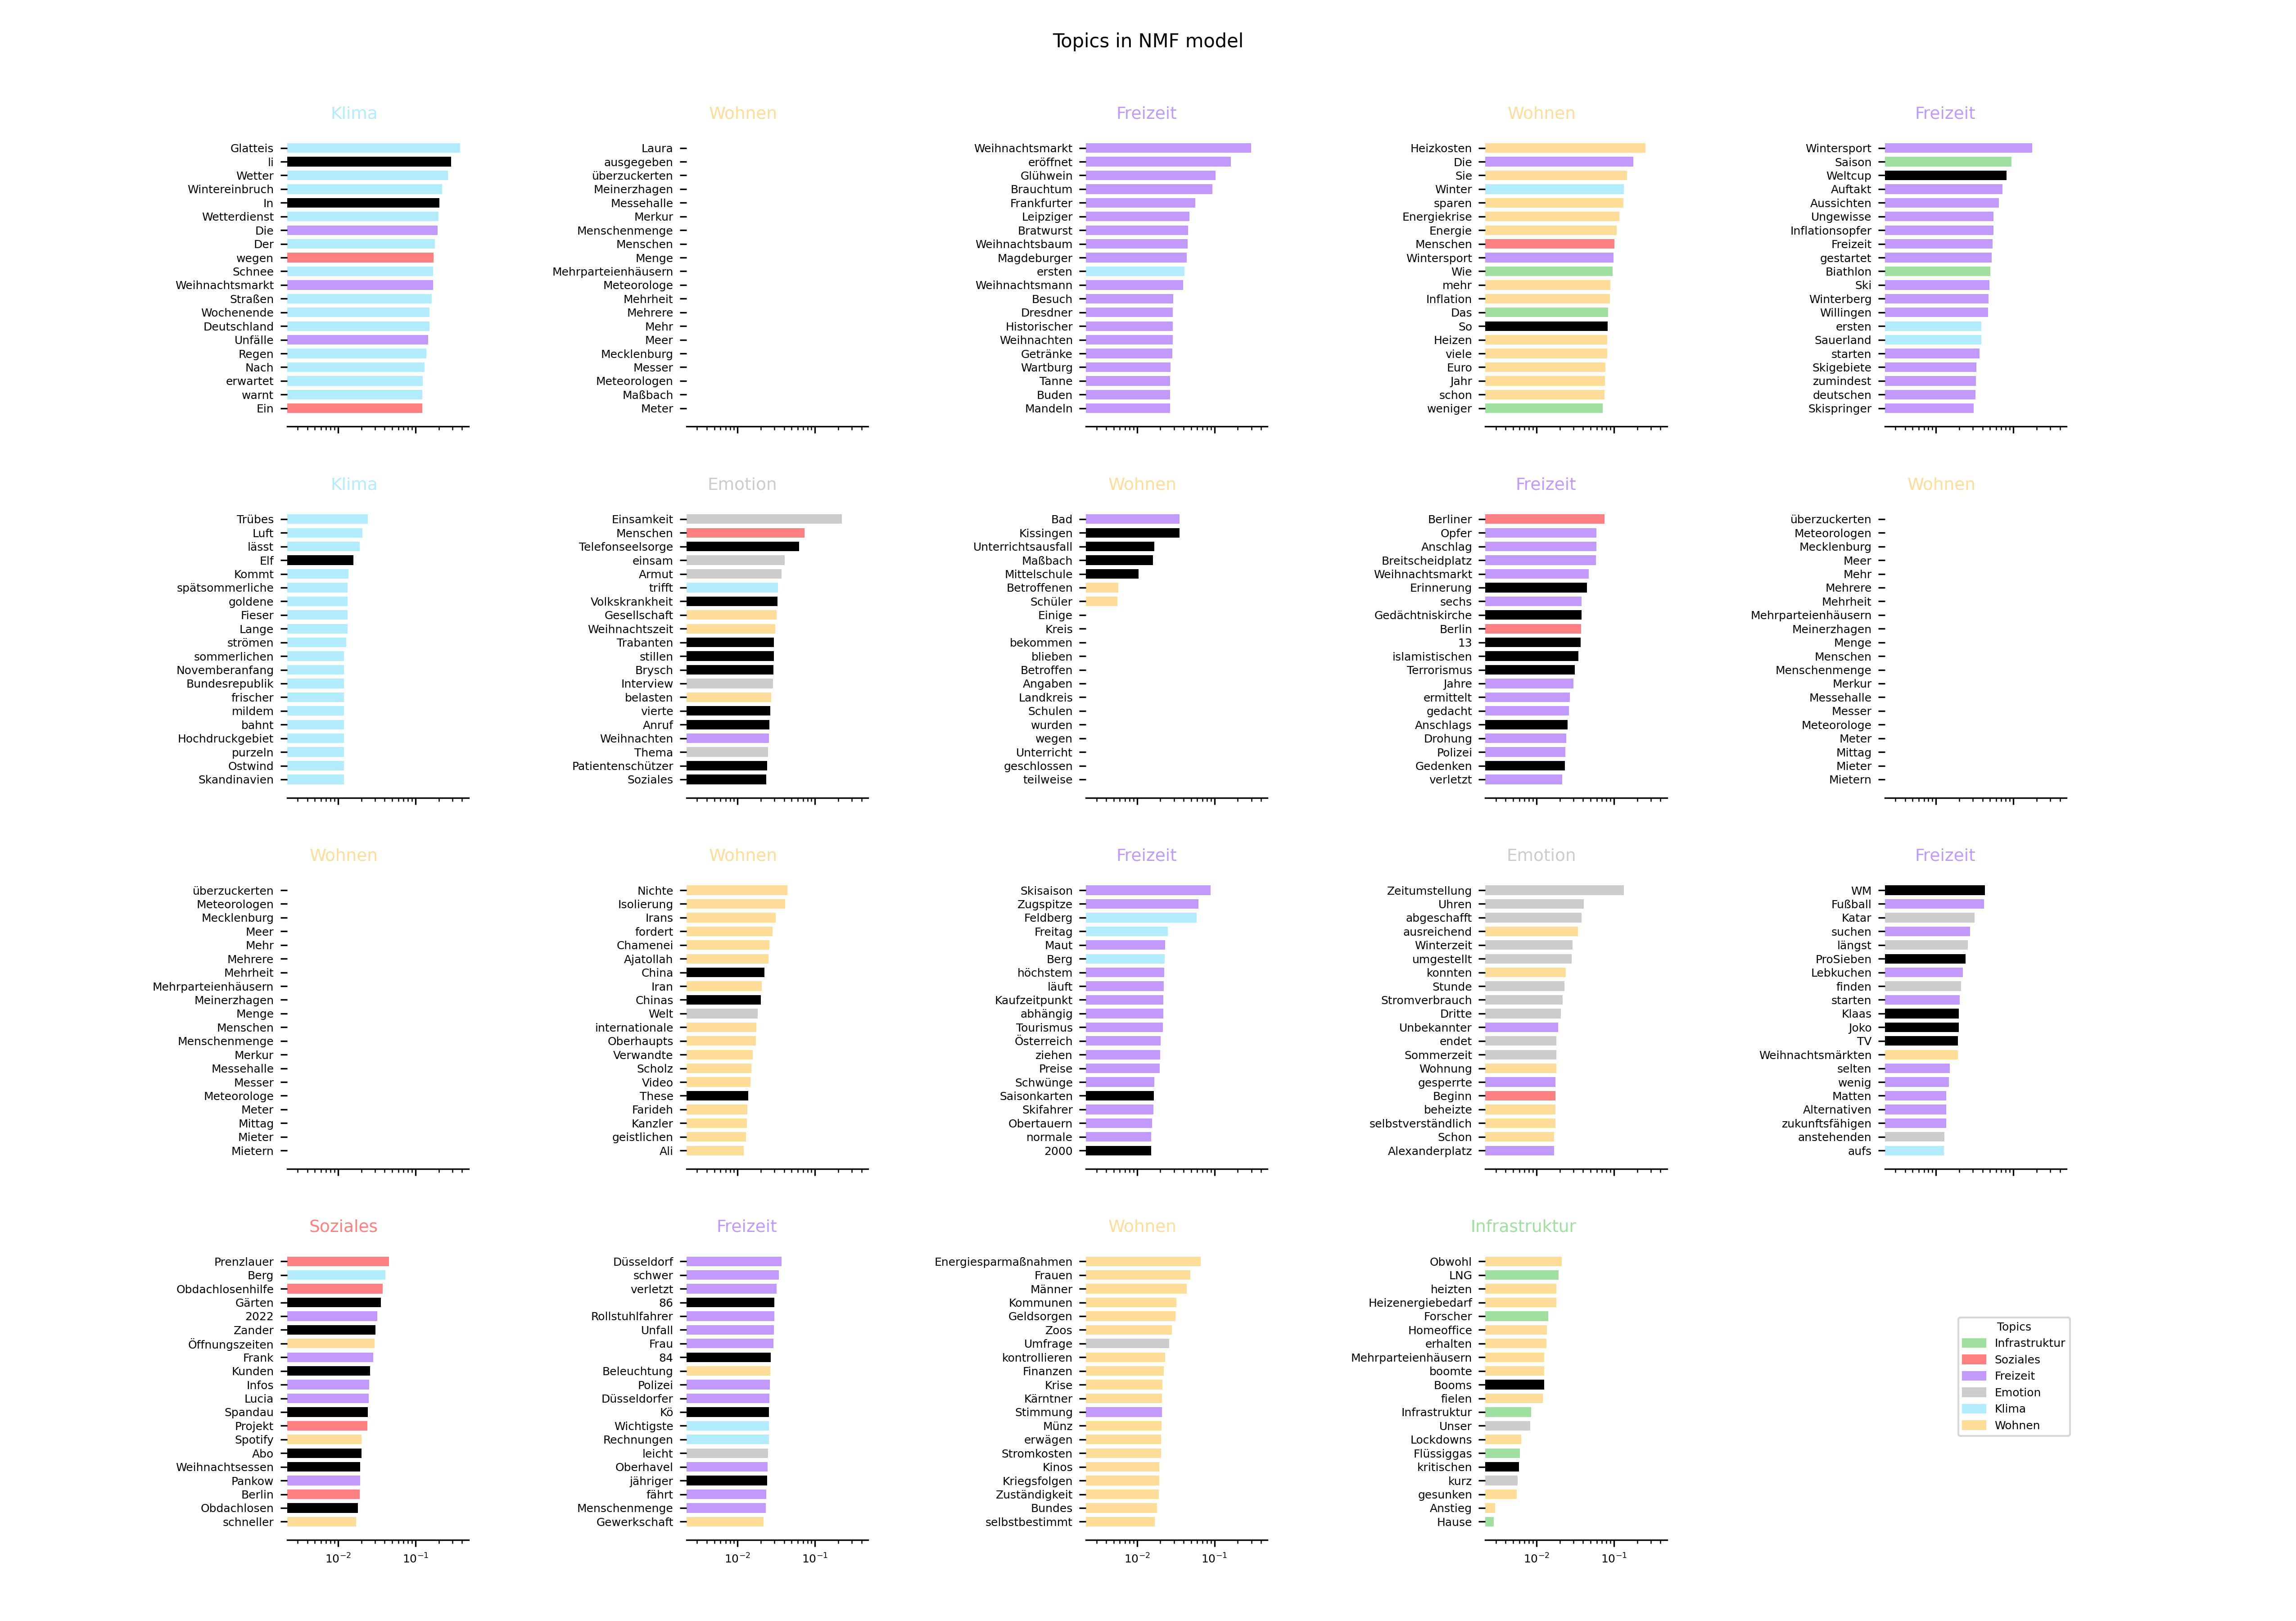 Topics in NMF model
Klima
Glatteis
li
Wetter
Wintereinbruch
In
Wetterdienst
Die
Der
wegen
Schnee
Weihnachtsmarkt
Straßen
Wochenende
Deutschland
Unfälle
Regen
Nach
erwartet
warnt
Ein
Wohnen
Laura
ausgegeben
überzuckerten
Meinerzhagen
Messehalle
Merkur
Menschenmenge
Menschen
Menge
Mehrparteienhäusern
Meteorologe
Mehrheit
Mehrere
Mehr
Meer
Mecklenburg
Messer
Meteorologen
Maßbach
Meter
Freizeit
Weihnachtsmarkt
eröffnet
Glühwein
Brauchtum
Frankfurter
Leipziger
Bratwurst
Weihnachtsbaum
Magdeburger
ersten
Weihnachtsmann
Besuch
Dresdner
Historischer
Weihnachten
Getränke
Wartburg
Tanne
Buden
Mandeln
Wohnen
Heizkosten
Die
Sie
Winter
sparen
Energiekrise
Energie
Menschen
Wintersport
Wie
mehr
Inflation
Das
So
Heizen
viele
Euro
Jahr
schon
weniger
Freizeit
Wintersport
Saison
Weltcup
Auftakt
Aussichten
Ungewisse
Inflationsopfer
Freizeit
gestartet
Biathlon
Ski
Winterberg
Willingen
ersten
Sauerland
starten
Skigebiete
zumindest
deutschen
Skispringer
Klima
Trübes
Luft
lässt
Elf
Kommt
spätsommerliche
goldene
Fieser
Lange
strömen
sommerlichen
Novemberanfang
Bundesrepublik
frischer
mildem
bahnt
Hochdruckgebiet
purzeln
Ostwind
Skandinavien
Emotion
Einsamkeit
Menschen
Telefonseelsorge
einsam
Armut
trifft
Volkskrankheit
Gesellschaft
Weihnachtszeit
Trabanten
stillen
Brysch
Interview
belasten
vierte
Anruf
Weihnachten
Thema
Patientenschützer
Soziales
Wohnen
Bad
Kissingen
Unterrichtsausfall
Maßbach
Mittelschule
Betroffenen
Schüler
Einige
Kreis
bekommen
blieben
Betroffen
Angaben
Landkreis
Schulen
wurden
wegen
Unterricht
geschlossen
teilweise
Freizeit
Berliner
Opfer
Anschlag
Breitscheidplatz
Weihnachtsmarkt
Erinnerung
sechs
Gedächtniskirche
Berlin
13
islamistischen
Terrorismus
Jahre
ermittelt
gedacht
Anschlags
Drohung
Polizei
Gedenken
verletzt
Wohnen
überzuckerten
Meteorologen
Mecklenburg
Meer
Mehr
Mehrere
Mehrheit
Mehrparteienhäusern
Meinerzhagen
Menge
Menschen
Menschenmenge
Merkur
Messehalle
Messer
Meteorologe
Meter
Mittag
Mieter
Mietern
Wohnen
überzuckerten
Meteorologen
Mecklenburg
Meer
Mehr
Mehrere
Mehrheit
Mehrparteienhäusern
Meinerzhagen
Menge
Menschen
Menschenmenge
Merkur
Messehalle
Messer
Meteorologe
Meter
Mittag
Mieter
Mietern
Wohnen
Nichte
Isolierung
Irans
fordert
Chamenei
Ajatollah
China
Iran
Chinas
Welt
internationale
Oberhaupts
Verwandte
Scholz
Video
These
Farideh
Kanzler
geistlichen
Ali
Freizeit
Skisaison
Zugspitze
Feldberg
Freitag
Maut
Berg
höchstem
läuft
Kaufzeitpunkt
abhängig
Tourismus
Österreich
ziehen
Preise
Schwünge
Saisonkarten
Skifahrer
Obertauern
normale
2000
Emotion
Zeitumstellung
Uhren
abgeschafft
ausreichend
Winterzeit
umgestellt
konnten
Stunde
Stromverbrauch
Dritte
Unbekannter
endet
Sommerzeit
Wohnung
gesperrte
Beginn
beheizte
selbstverständlich
Schon
Alexanderplatz
Freizeit
WM
Fußball
Katar
suchen
längst
ProSieben
Lebkuchen
finden
starten
Klaas
Joko
TV
Weihnachtsmärkten
selten
wenig
Matten
Alternativen
zukunftsfähigen
anstehenden
aufs
Soziales
Prenzlauer
Berg
Obdachlosenhilfe
Gärten
2022
Zander
Öffnungszeiten
Frank
Kunden
Infos
Lucia
Spandau
Projekt
Spotify
Abo
Weihnachtsessen
Pankow
Berlin
Obdachlosen
schneller
10⁻² 10⁻¹
Freizeit
Düsseldorf
schwer
verletzt
86
Rollstuhlfahrer
Unfall
Frau
84
Beleuchtung
Polizei
Düsseldorfer
Kö
Wichtigste
Rechnungen
leicht
Oberhavel
jähriger
fährt
Menschenmenge
Gewerkschaft
10⁻² 10⁻¹
Wohnen
Energiesparmaßnahmen
Frauen
Männer
Kommunen
Geldsorgen
Zoos
Umfrage
kontrollieren
Finanzen
Krise
Kärntner
Stimmung
Münz
erwägen
Stromkosten
Kinos
Kriegsfolgen
Zuständigkeit
Bundes
selbstbestimmt
10⁻² 10⁻¹
Infrastruktur
Obwohl
LNG
heizten
Heizenergiebedarf
Forscher
Homeoffice
erhalten
Mehrparteienhäusern
boomte
Booms
fielen
Infrastruktur
Unser
Lockdowns
Flüssiggas
kritischen
kurz
gesunken
Anstieg
Hause
10⁻² 10⁻¹
Topics
Infrastruktur
Soziales
Freizeit
Emotion
Klima
Wohnen